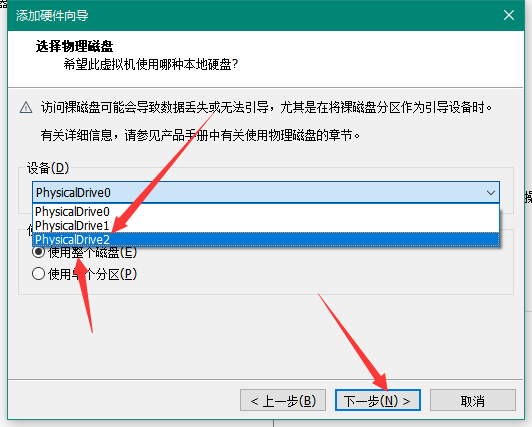 添加硬件向导
选择物理磁盘
希望此虚拟机使用哪种本地硬盘?
访问裸磁盘可能会导致数据丢失或无法引导，尤其是在将裸磁盘分区作为引导设备时。
有关详细信息，请参见产品手册中有关使用物理磁盘的章节。
设备(D)
PhysicalDrive0
PhysicalDrive0
PhysicalDrive1
PhysicalDrive2
使用整个磁盘(E)
使用单个分区(P)
< 上一步(B)
下一步(N) >
取消